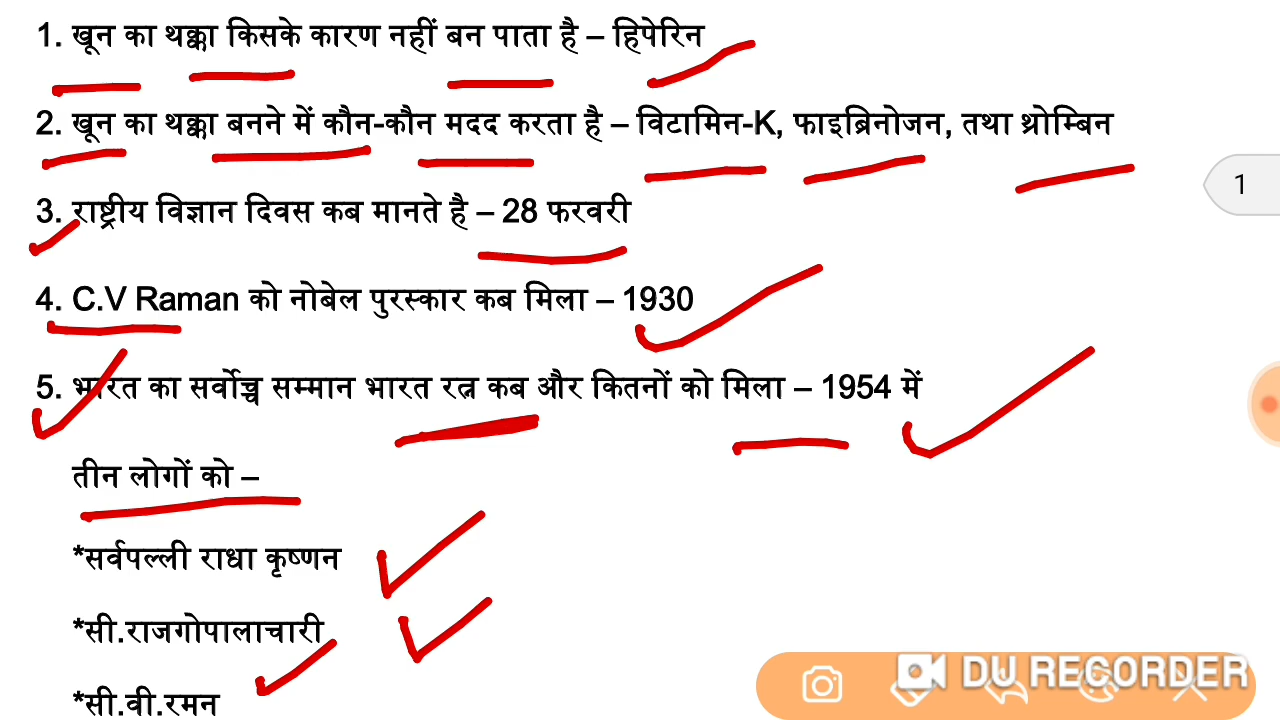 1. खून का थक्का किसके कारण नहीं बन पाता है – हिपेरिन
2. खून का थक्का बनने में कौन-कौन मदद करता है – विटामिन-K, फाइब्रिनोजन, तथा थ्रोम्बिन
1
3. राष्ट्रीय विज्ञान दिवस कब मानते है – 28 फरवरी
4. C.V Raman को नोबेल पुरस्कार कब मिला – 1930
5. भारत का सर्वोच्च सम्मान भारत रत्न कब और कितनों को मिला – 1954 में
तीन लोगों को –
*सर्वपल्ली राधा कृष्णन
*सी.राजगोपालाचारी
*सी.वी.रमन
DU RECORDER